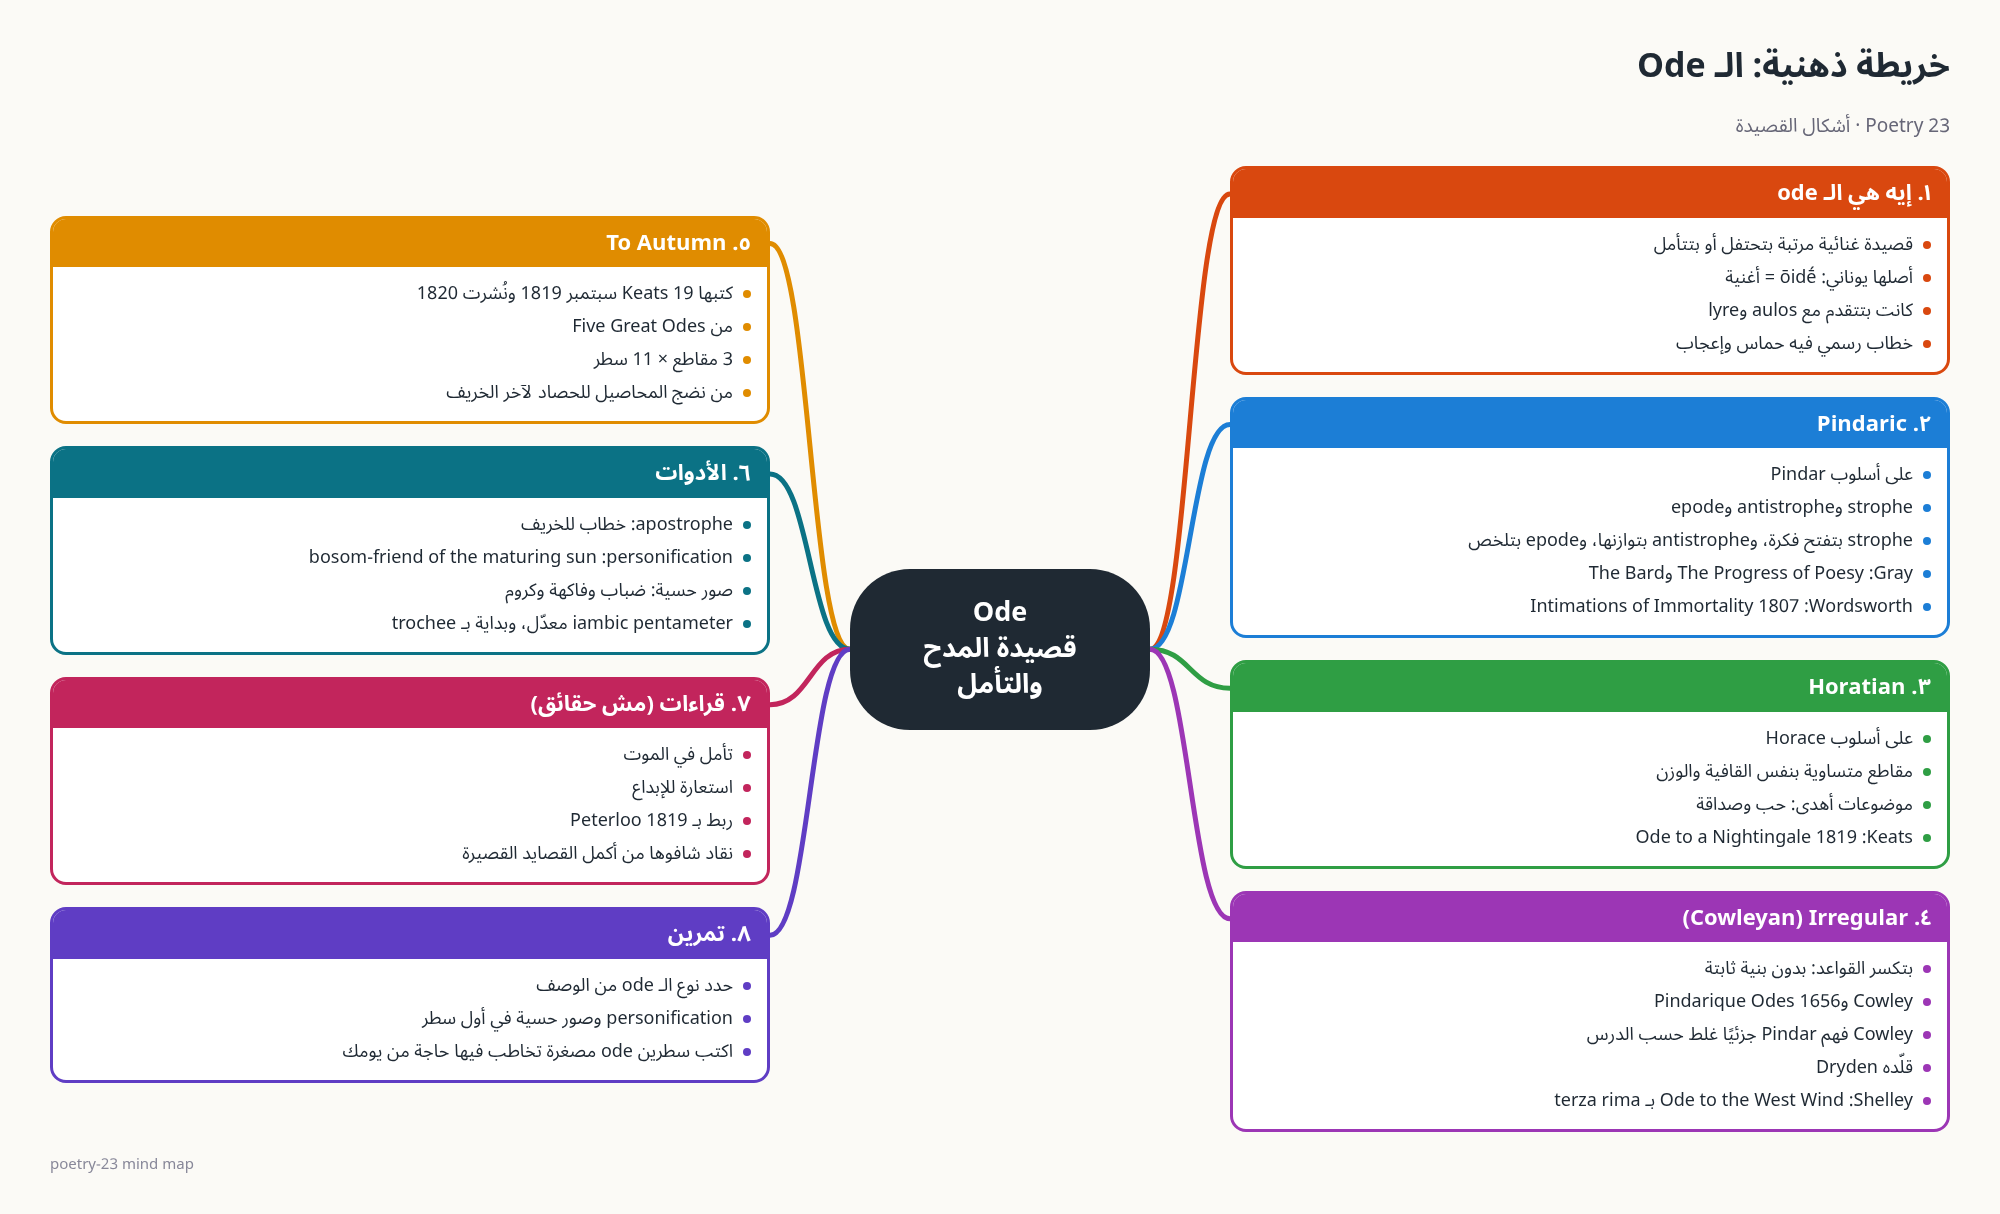 خريطة ذهنية: الـ Ode
Poetry 23 · أشكال القصيدة
١. إيه هي الـ ode
قصيدة غنائية مرتبة بتحتفل أو بتتأمل
أصلها يوناني: ōidḗ = أغنية
كانت بتتقدم مع aulos وlyre
خطاب رسمي فيه حماس وإعجاب
٢. Pindaric
على أسلوب Pindar
strophe وantistrophe وepode
strophe بتفتح فكرة، وantistrophe بتوازنها، وepode بتلخص
Gray: The Progress of Poesy وThe Bard
Wordsworth: Intimations of Immortality 1807
٣. Horatian
على أسلوب Horace
مقاطع متساوية بنفس القافية والوزن
موضوعات أهدى: حب وصداقة
Keats: Ode to a Nightingale 1819
٤. Irregular (Cowleyan)
بتكسر القواعد: بدون بنية ثابتة
Cowley وPindarique Odes 1656
Cowley فهم Pindar جزئيًا غلط حسب الدرس
قلّده Dryden
Shelley: Ode to the West Wind بـ terza rima
Ode
قصيدة المدح
والتأمل
٥. To Autumn
كتبها Keats 19 سبتمبر 1819 ونُشرت 1820
من Five Great Odes
3 مقاطع × 11 سطر
من نضج المحاصيل للحصاد لآخر الخريف
٦. الأدوات
apostrophe: خطاب للخريف
personification: bosom-friend of the maturing sun
صور حسية: ضباب وفاكهة وكروم
iambic pentameter معدّل، وبداية بـ trochee
٧. قراءات (مش حقائق)
تأمل في الموت
استعارة للإبداع
ربط بـ Peterloo 1819
نقاد شافوها من أكمل القصايد القصيرة
٨. تمرين
حدد نوع الـ ode من الوصف
personification وصور حسية في أول سطر
اكتب سطرين ode مصغرة تخاطب فيها حاجة من يومك
poetry-23 mind map